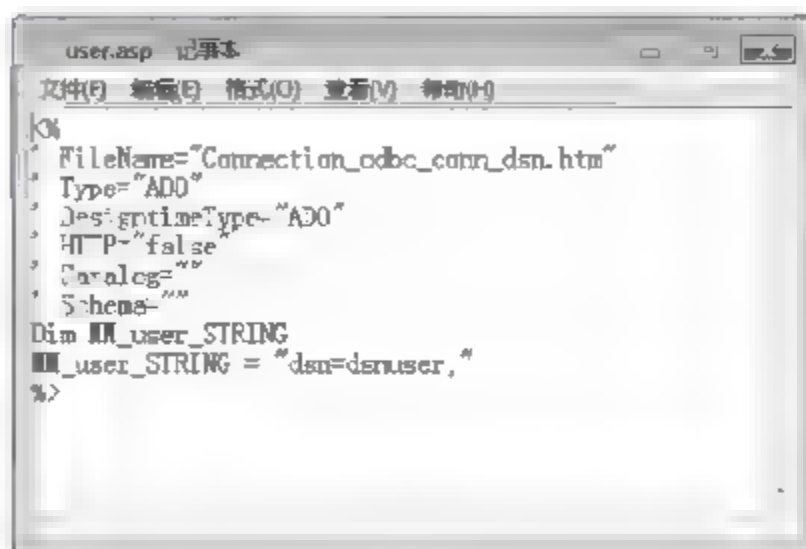 user.asp 记事本
文件(F) 编辑(E) 格式(O) 查看(V) 帮助(H)
<%
' FileName="Connection_odbc_conn_dsn.htm"
' Type="ADO"
' DesigntimeType="ADO"
' HTTP="false"
' Catalog=""
' Schema=""
Dim MM_user_STRING
MM_user_STRING = "dsn=dsnuser;"
%>